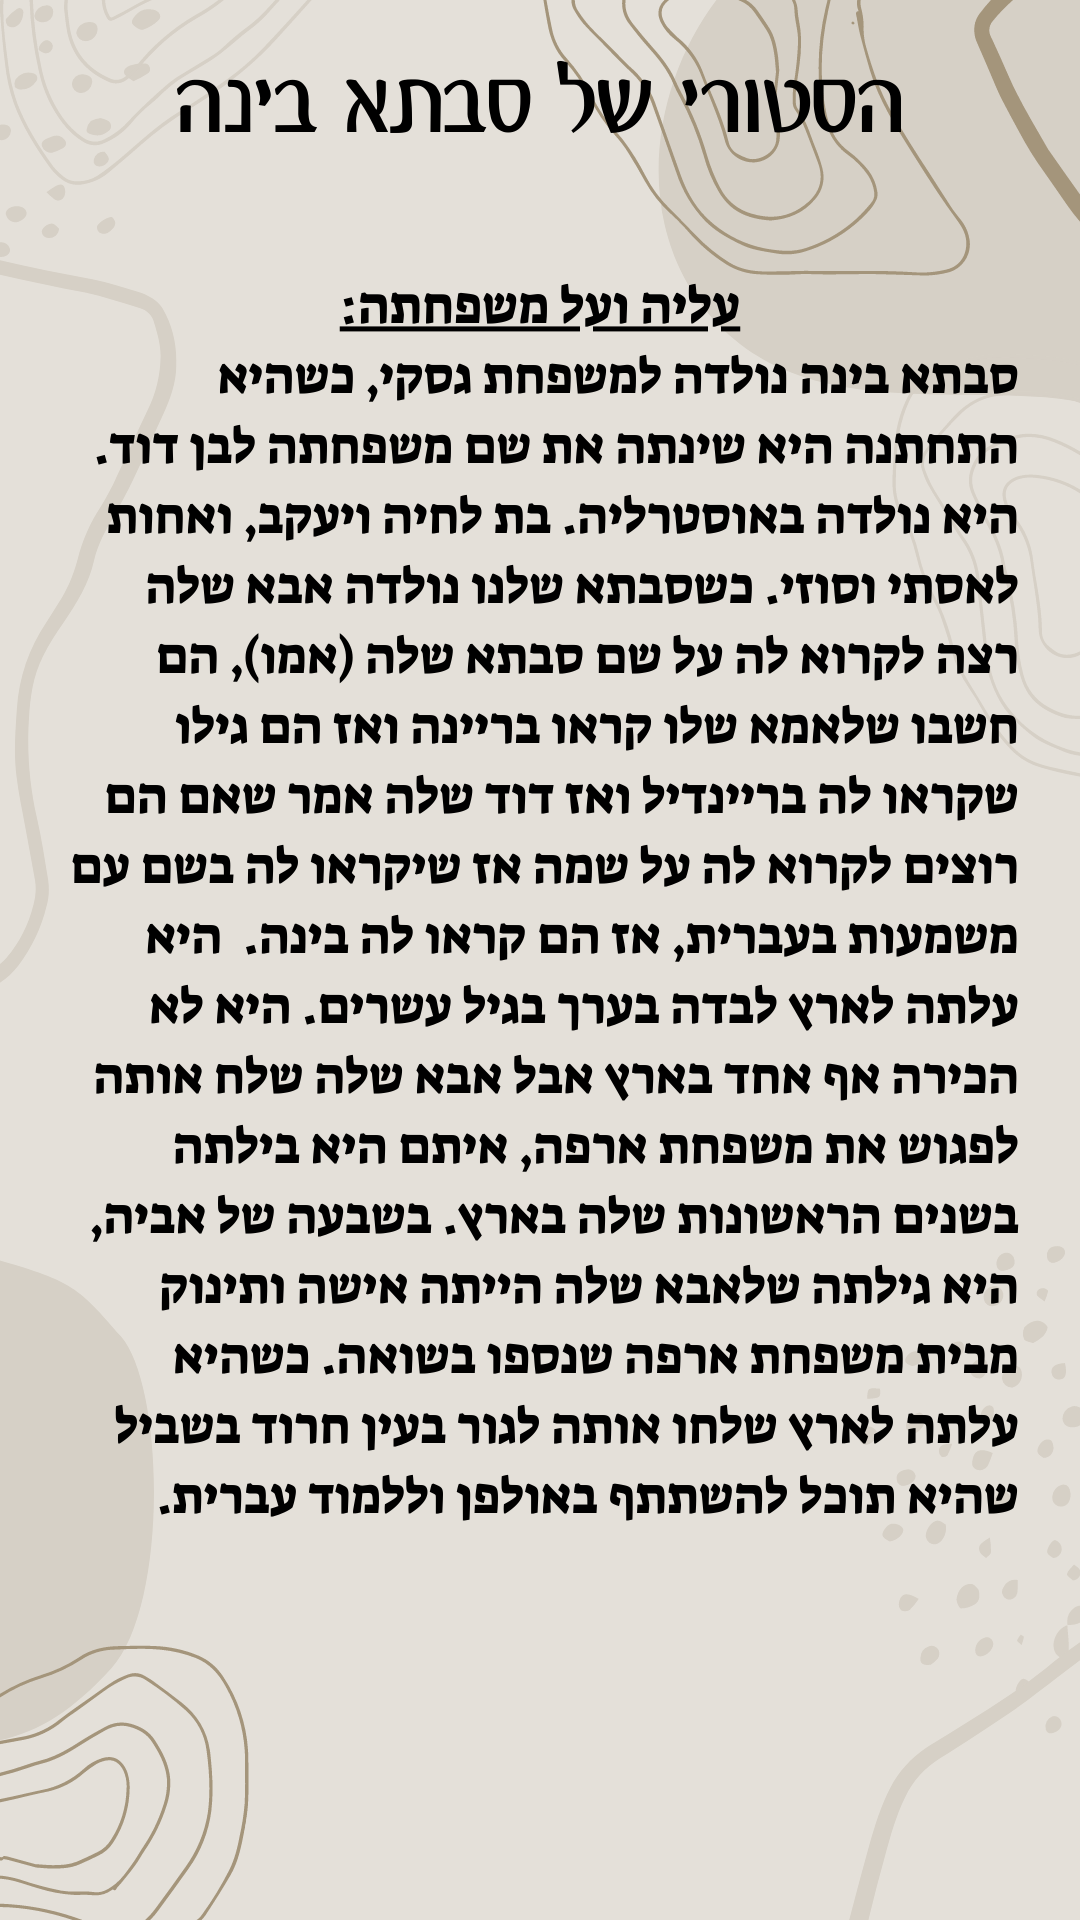 הסטורי של סבתא בינה
עליה ועל משפחתה:
סבתא בינה נולדה למשפחת גסקי, כשהיא
התחתנה היא שינתה את שם משפחתה לבן דוד.
היא נולדה באוסטרליה. בת לחיה ויעקב, ואחות
לאסתי וסוזי. כשסבתא שלנו נולדה אבא שלה
רצה לקרוא לה על שם סבתא שלה (אמו), הם
חשבו שלאמא שלו קראו בריינה ואז הם גילו
שקראו לה בריינדיל ואז דוד שלה אמר שאם הם
רוצים לקרוא לה על שמה אז שיקראו לה בשם עם
משמעות בעברית, אז הם קראו לה בינה.  היא
עלתה לארץ לבדה בערך בגיל עשרים. היא לא
הכירה אף אחד בארץ אבל אבא שלה שלח אותה
לפגוש את משפחת ארפה, איתם היא בילתה
בשנים הראשונות שלה בארץ. בשבעה של אביה,
היא גילתה שלאבא שלה הייתה אישה ותינוק
מבית משפחת ארפה שנספו בשואה. כשהיא
עלתה לארץ שלחו אותה לגור בעין חרוד בשביל
שהיא תוכל להשתתף באולפן וללמוד עברית.